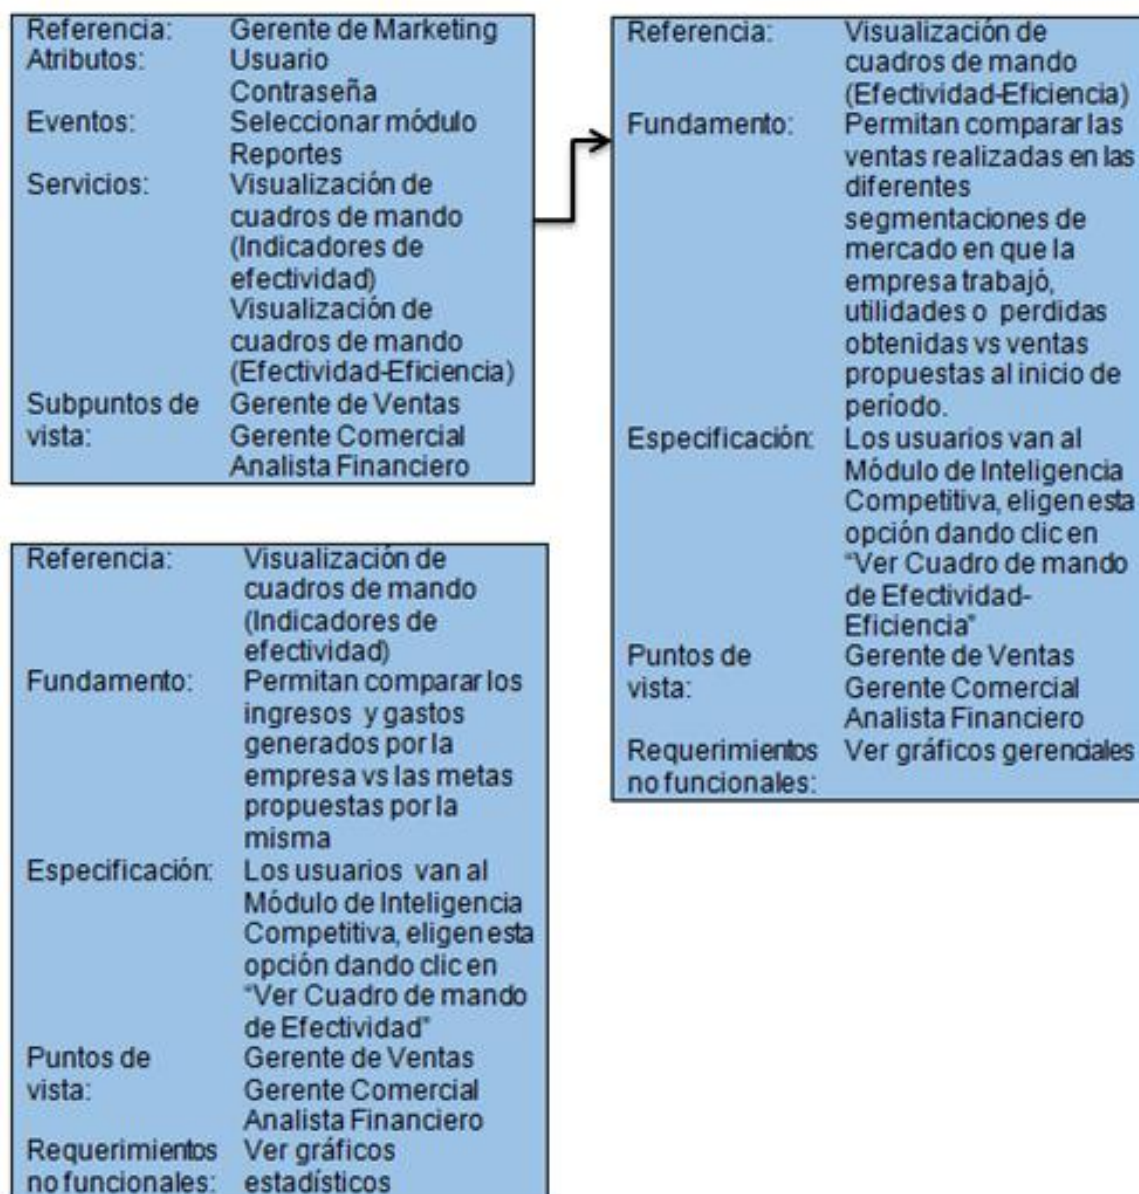 Referencia: Gerente de Marketing
Atributos: Usuario
Contraseña
Eventos: Seleccionar módulo
Reportes
Servicios: Visualización de
cuadros de mando
(Indicadores de
efectividad)
Visualización de
cuadros de mando
(Efectividad-Eficiencia)
Subpuntos de Gerente de Ventas
vista: Gerente Comercial
Analista Financiero
Referencia: Visualización de
cuadros de mando
(Efectividad-Eficiencia)
Fundamento: Permitan comparar las
ventas realizadas en las
diferentes
segmentaciones de
mercado en que la
empresa trabajó,
utilidades o perdidas
obtenidas vs ventas
propuestas al inicio de
período.
Especificación: Los usuarios van al
Módulo de Inteligencia
Competitiva, eligen esta
opción dando clic en
"Ver Cuadro de mando
de Efectividad-
Eficiencia"
Puntos de Gerente de Ventas
vista: Gerente Comercial
Analista Financiero
Requerimientos Ver gráficos gerenciales
no funcionales:
Referencia: Visualización de
cuadros de mando
(Indicadores de
efectividad)
Fundamento: Permitan comparar los
ingresos y gastos
generados por la
empresa vs las metas
propuestas por la
misma
Especificación: Los usuarios van al
Módulo de Inteligencia
Competitiva, eligen esta
opción dando clic en
"Ver Cuadro de mando
de Efectividad"
Puntos de Gerente de Ventas
vista: Gerente Comercial
Analista Financiero
Requerimientos Ver gráficos
no funcionales: estadísticos